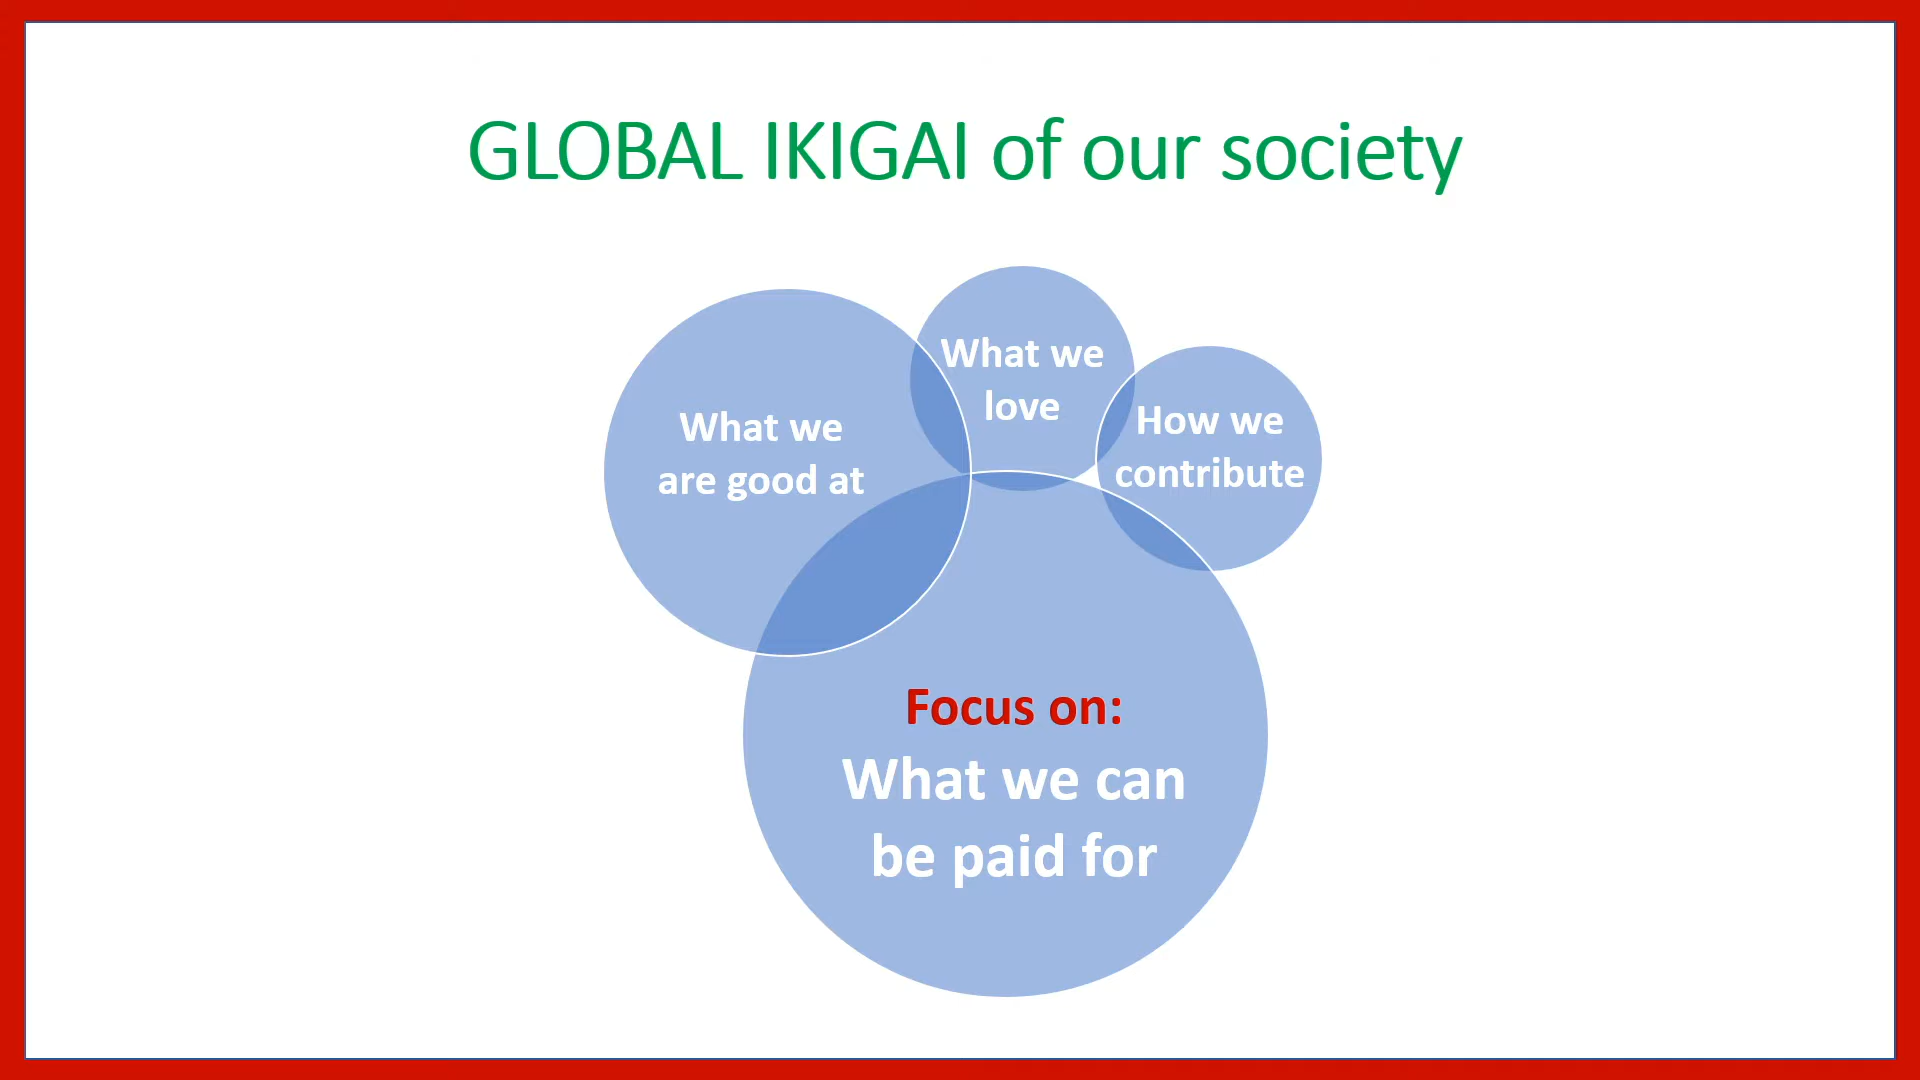 GLOBAL IKIGAI of our society
What we
are good at
What we
love
How we
contribute
Focus on:
What we can
be paid for